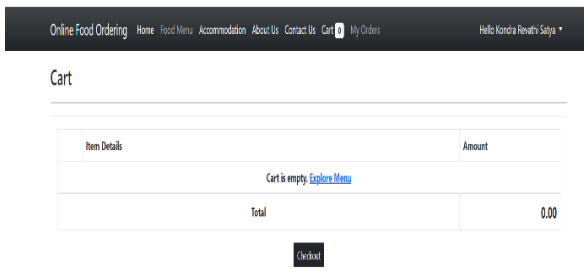 Online Food Ordering Home Food Menu Accommodation About Us Contact Us Cart 0 My Orders Hello Kondra Revathi Satya
Cart
Item Details Amount
Cart is empty. Explore Menu
Total 0.00
Checkout